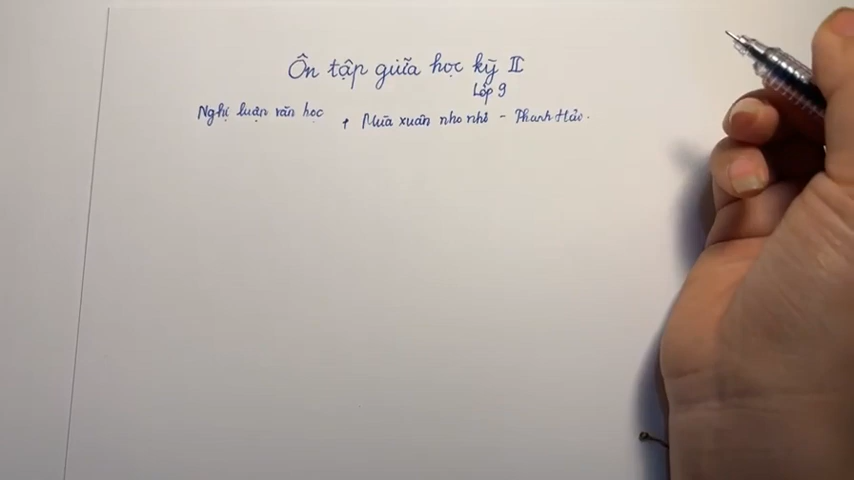 Ôn tập giữa học kỳ II
Lớp 9
Nghị luận văn học + Mùa xuân nho nhỏ - Thanh Hải.